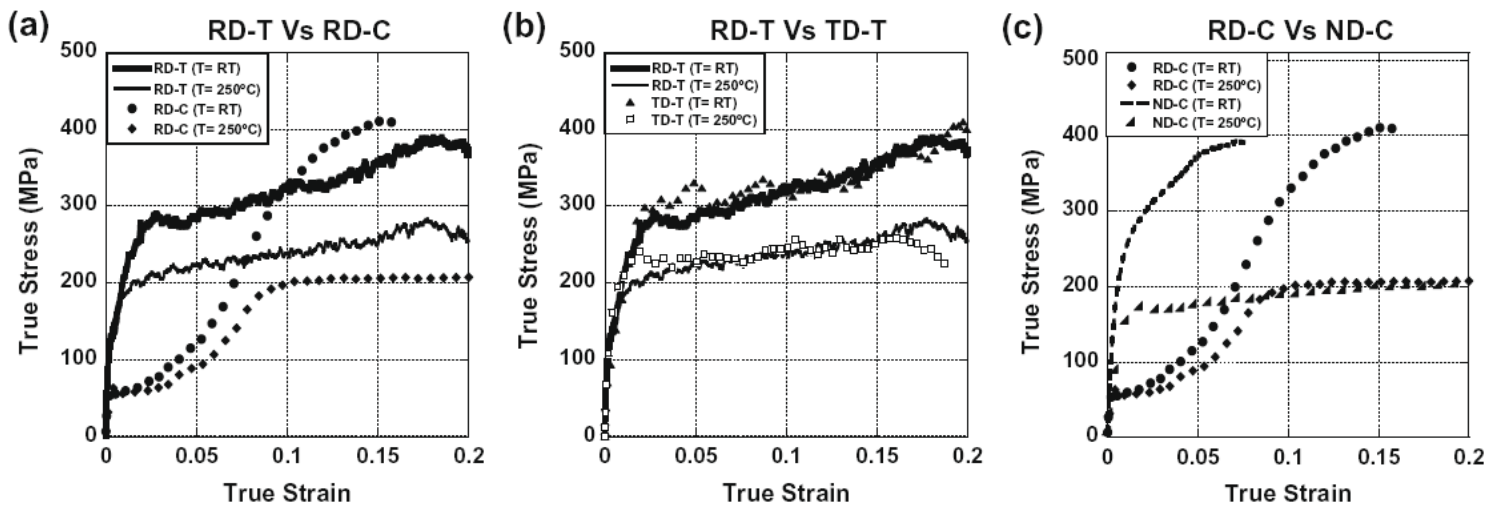 (a)
RD-T Vs RD-C
500
400
300
200
100
0
True Stress (MPa)
RD-T (T= RT)
RD-T (T= 250ºC)
RD-C (T= RT)
RD-C (T= 250ºC)
0 0.05 0.1 0.15 0.2
True Strain
(b)
RD-T Vs TD-T
500
400
300
200
100
0
True Stress (MPa)
RD-T (T= RT)
RD-T (T= 250ºC)
TD-T (T= RT)
TD-T (T= 250ºC)
0 0.05 0.1 0.15 0.2
True Strain
(c)
RD-C Vs ND-C
500
400
300
200
100
0
True Stress (MPa)
RD-C (T= RT)
RD-C (T= 250ºC)
ND-C (T= RT)
ND-C (T= 250ºC)
0 0.05 0.1 0.15 0.2
True Strain